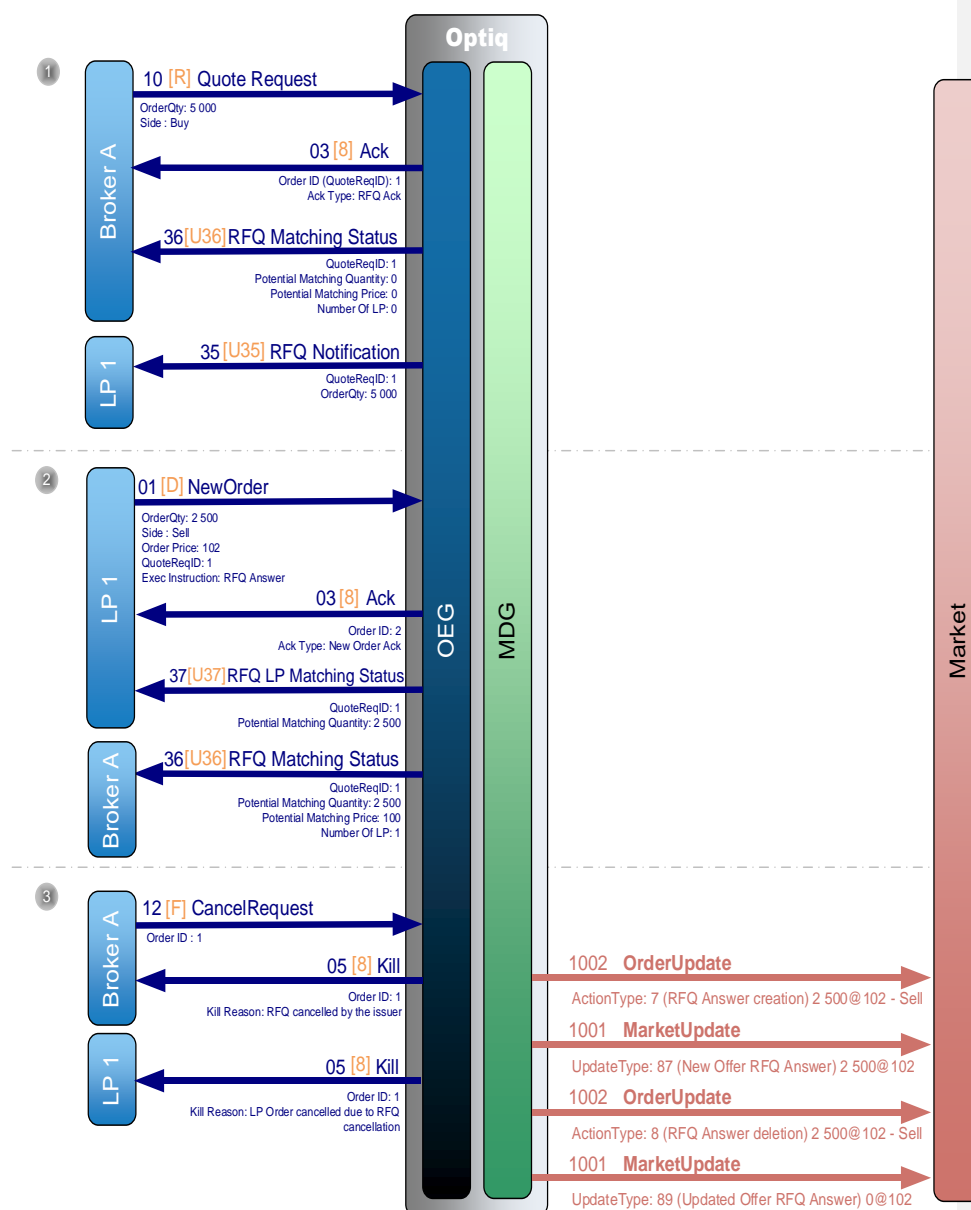 Optiq
1
Broker A
10 [R] Quote Request
OrderQty: 5 000
Side : Buy
03 [8] Ack
Order ID (QuoteReqID): 1
Ack Type: RFQ Ack
36[U36]RFQ Matching Status
QuoteReqID: 1
Potential Matching Quantity: 0
Potential Matching Price: 0
Number Of LP: 0
LP 1
35 [U35] RFQ Notification
QuoteReqID: 1
OrderQty: 5 000
2
LP 1
01 [D] NewOrder
OrderQty: 2 500
Side : Sell
Order Price: 102
QuoteReqID: 1
Exec Instruction: RFQ Answer
03 [8] Ack
Order ID: 2
Ack Type: New Order Ack
37[U37]RFQ LP Matching Status
QuoteReqID: 1
Potential Matching Quantity: 2 500
Broker A
36[U36]RFQ Matching Status
QuoteReqID: 1
Potential Matching Quantity: 2 500
Potential Matching Price: 100
Number Of LP: 1
OEG
MDG
Market
3
Broker A
12 [F] CancelRequest
Order ID : 1
05 [8] Kill
Order ID: 1
Kill Reason: RFQ cancelled by the issuer
LP 1
05 [8] Kill
Order ID: 1
Kill Reason: LP Order cancelled due to RFQ
cancellation
1002 OrderUpdate
ActionType: 7 (RFQ Answer creation) 2 500@102 - Sell
1001 MarketUpdate
UpdateType: 87 (New Offer RFQ Answer) 2 500@102
1002 OrderUpdate
ActionType: 8 (RFQ Answer deletion) 2 500@102 - Sell
1001 MarketUpdate
UpdateType: 89 (Updated Offer RFQ Answer) 0@102